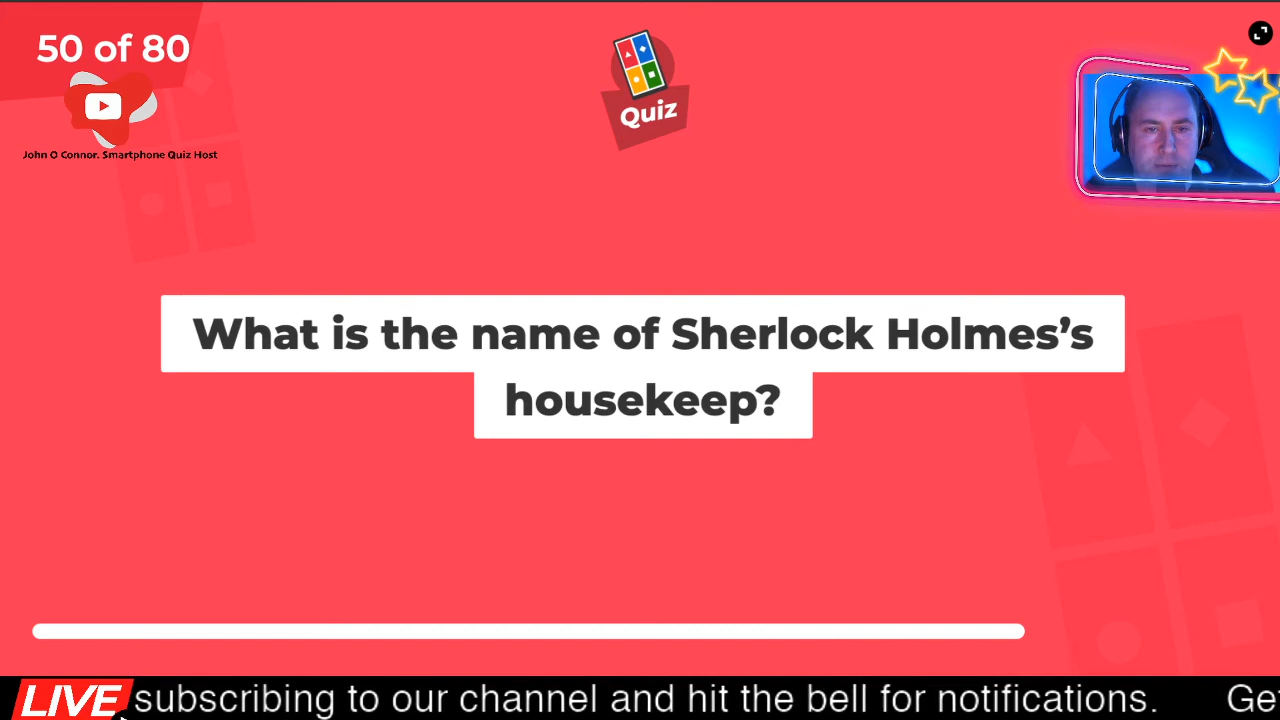 50 of 80
John O Connor. Smartphone Quiz Host
Quiz
What is the name of Sherlock Holmes’s
housekeep?
LIVE subscribing to our channel and hit the bell for notifications. Ge